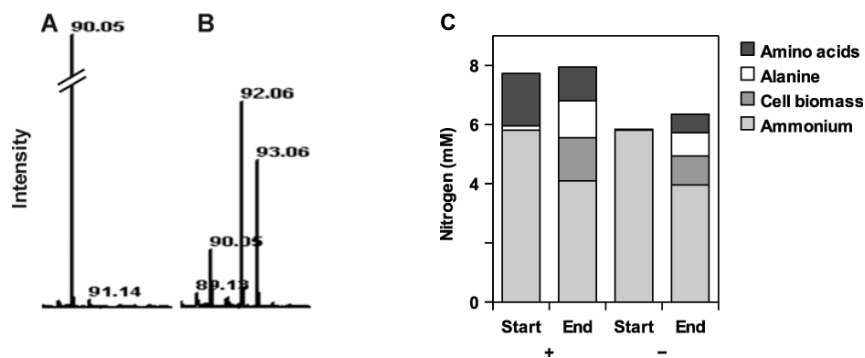 A
90.05
91.14
Intensity
B
92.06
93.06
90.05
89.13
C
8
6
4
2
0
Nitrogen (mM)
Start End Start End
+ −
Amino acids
Alanine
Cell biomass
Ammonium